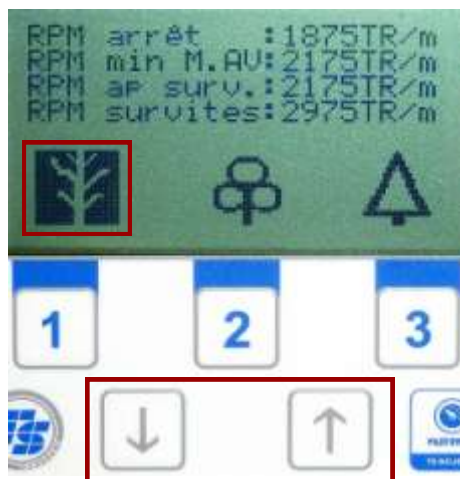 RPM arrêt :1875TR/m
RPM min M.AV:2175TR/m
RPM ap surv.:2175TR/m
RPM survites:2975TR/m
1 2 3